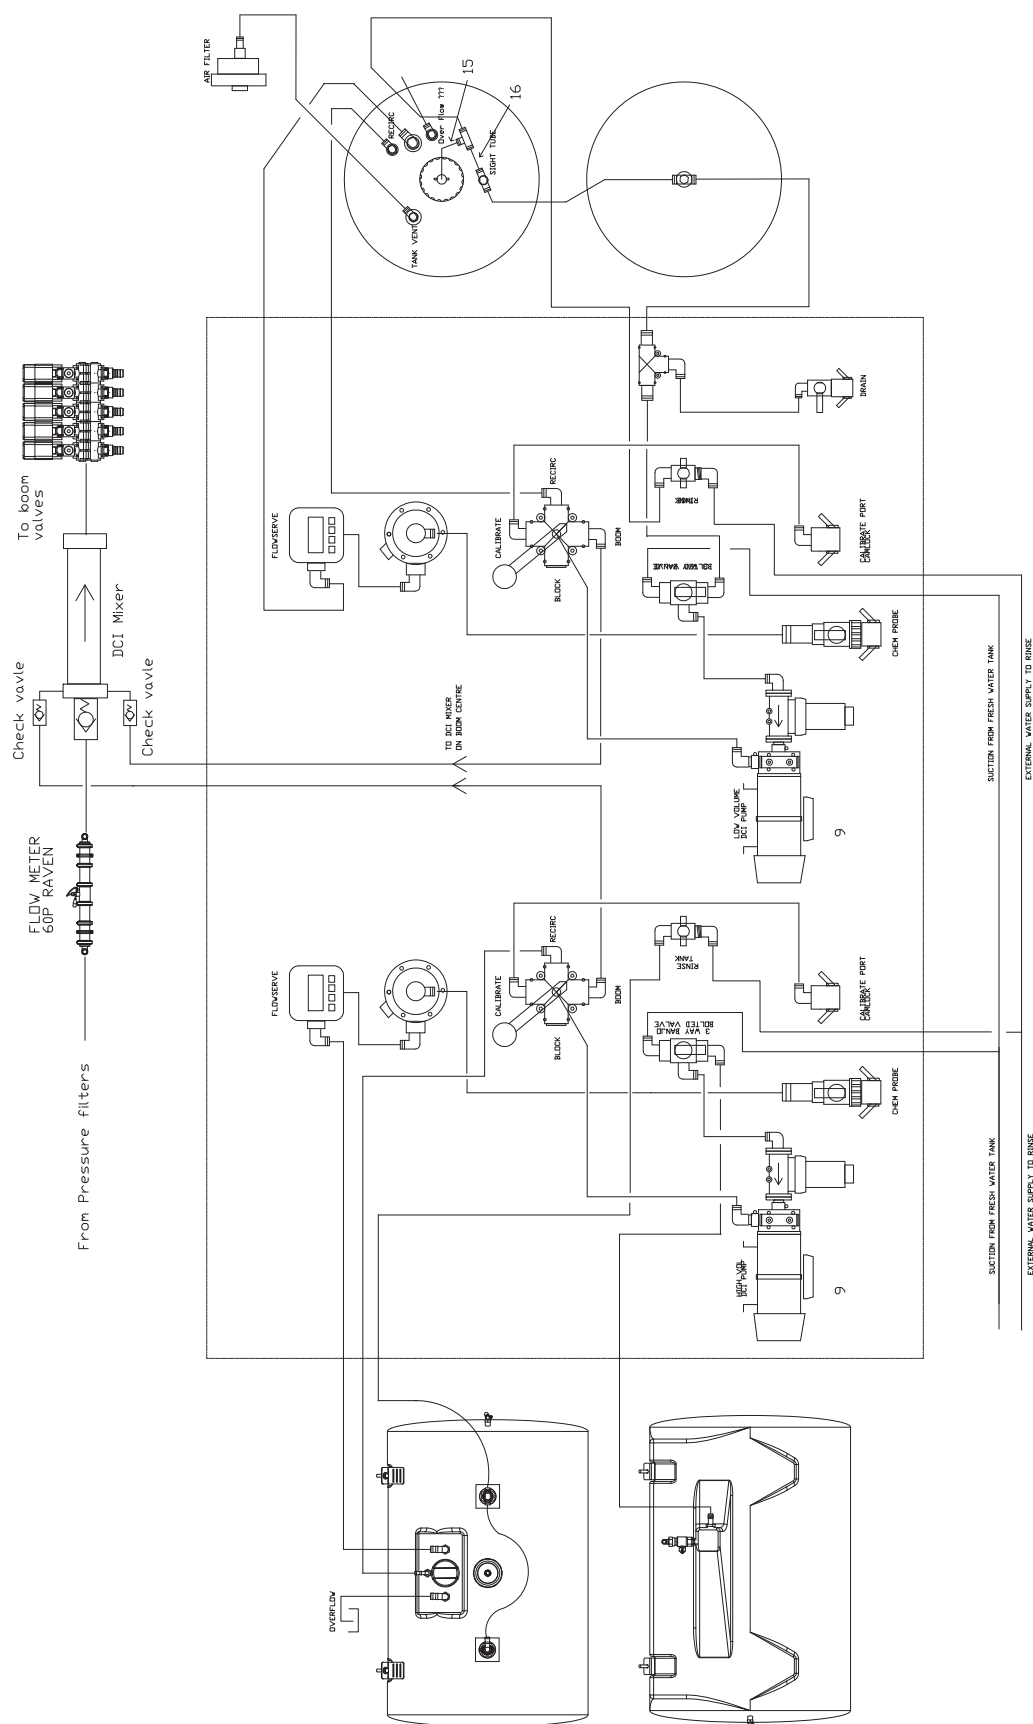 AIR FILTER
RECIRC
Over Flow ???
15
16
SIGHT TUBE
TANK VENT
To boom
valves
DCI Mixer
Check vavle
Check vavle
FLOW METER
60P RAVEN
From Pressure filters
TO DCI MIXER
ON BOOM CENTRE
FLOWSERVE
CALIBRATE
RECIRC
BLOCK
BOOM
RINSE
DRAIN
CALIBRATE PORT
CAMLOCK
CHEM PROBE
LOW VOLUME
DCI PUMP
9
SUCTION FROM FRESH WATER TANK
EXTERNAL WATER SUPPLY TO RINSE
FLOWSERVE
CALIBRATE
RECIRC
BLOCK
BOOM
RINSE
TANK
3 WAY BANJO
BOLTED VALVE
CALIBRATE PORT
CAMLOCK
CHEM PROBE
HIGH VOL
DCI PUMP
9
SUCTION FROM FRESH WATER TANK
EXTERNAL WATER SUPPLY TO RINSE
OVERFLOW